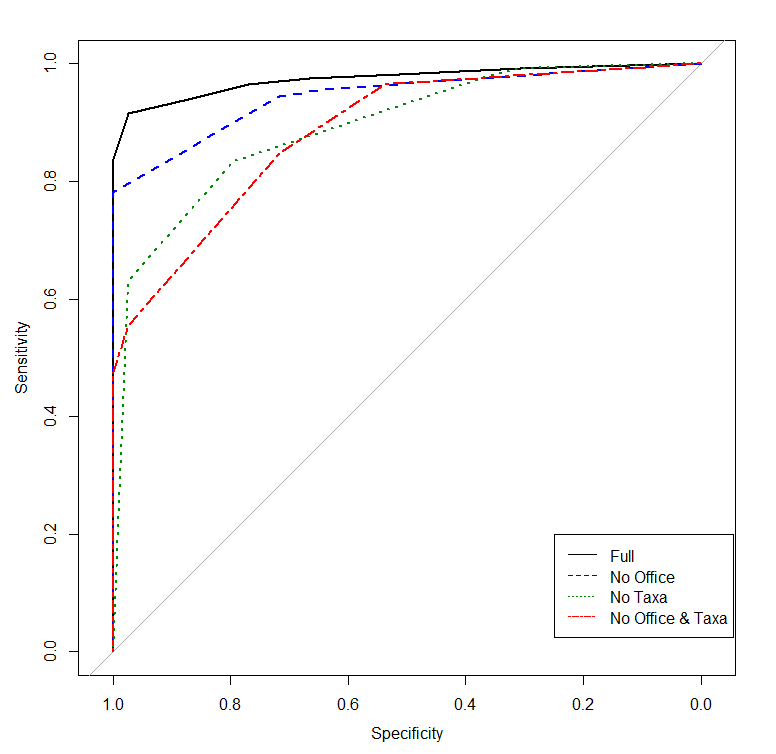 1.0
0.8
0.6
0.4
0.2
0.0
Sensitivity
Full
No Office
No Taxa
No Office & Taxa
1.0 0.8 0.6 0.4 0.2 0.0
Specificity